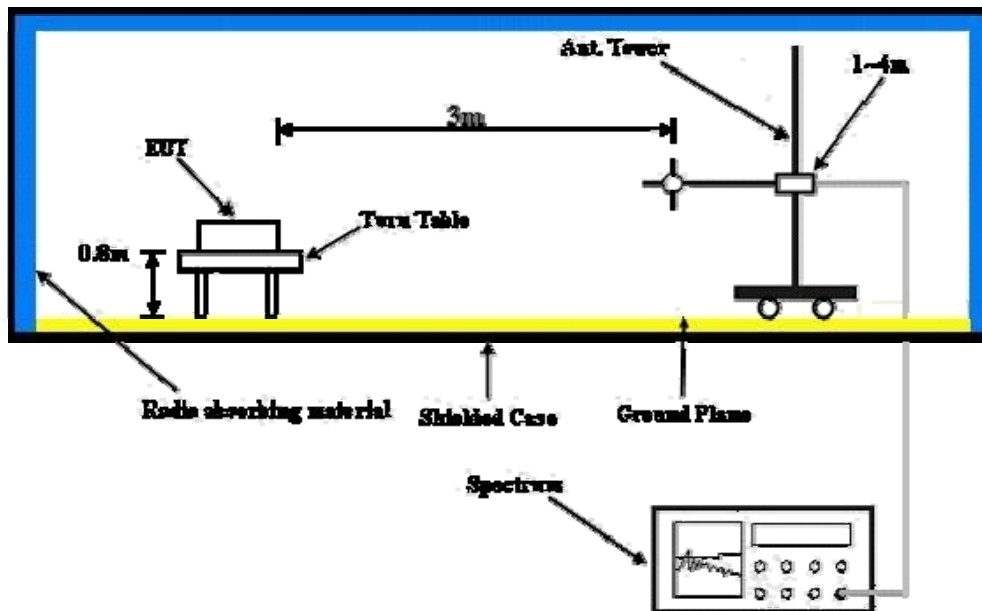 Ant. Tower
1~4m
3m
EUT
Turn Table
0.8m
Radio absorbing material
Shielded Case
Ground Plane
Spectrum